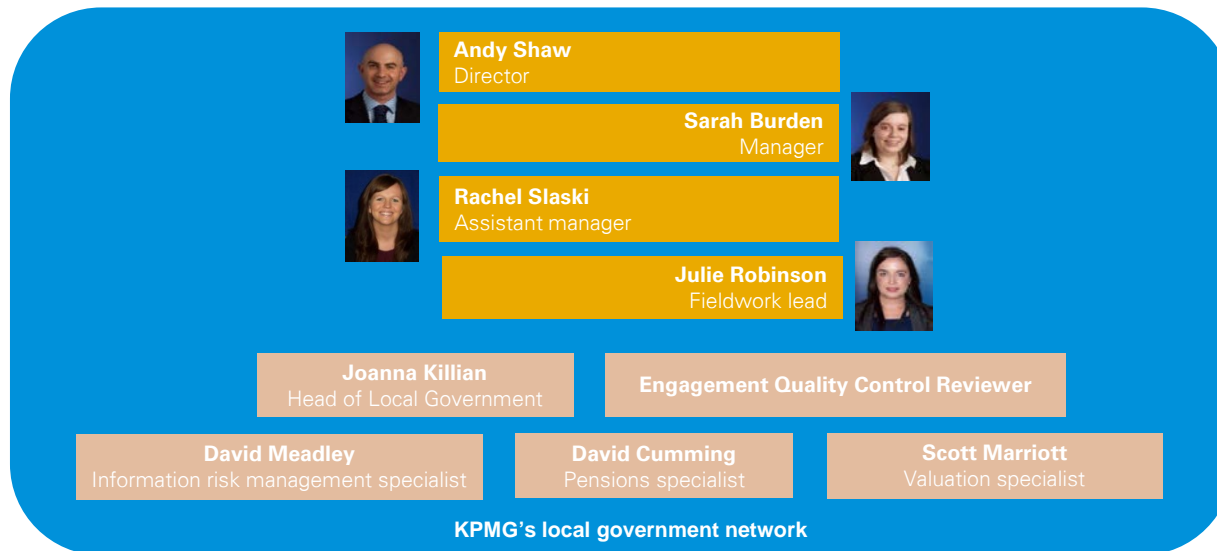 Andy Shaw
Director
Sarah Burden
Manager
Rachel Slaski
Assistant manager
Julie Robinson
Fieldwork lead
Joanna Killian
Head of Local Government
Engagement Quality Control Reviewer
David Meadley
Information risk management specialist
David Cumming
Pensions specialist
Scott Marriott
Valuation specialist
KPMG's local government network